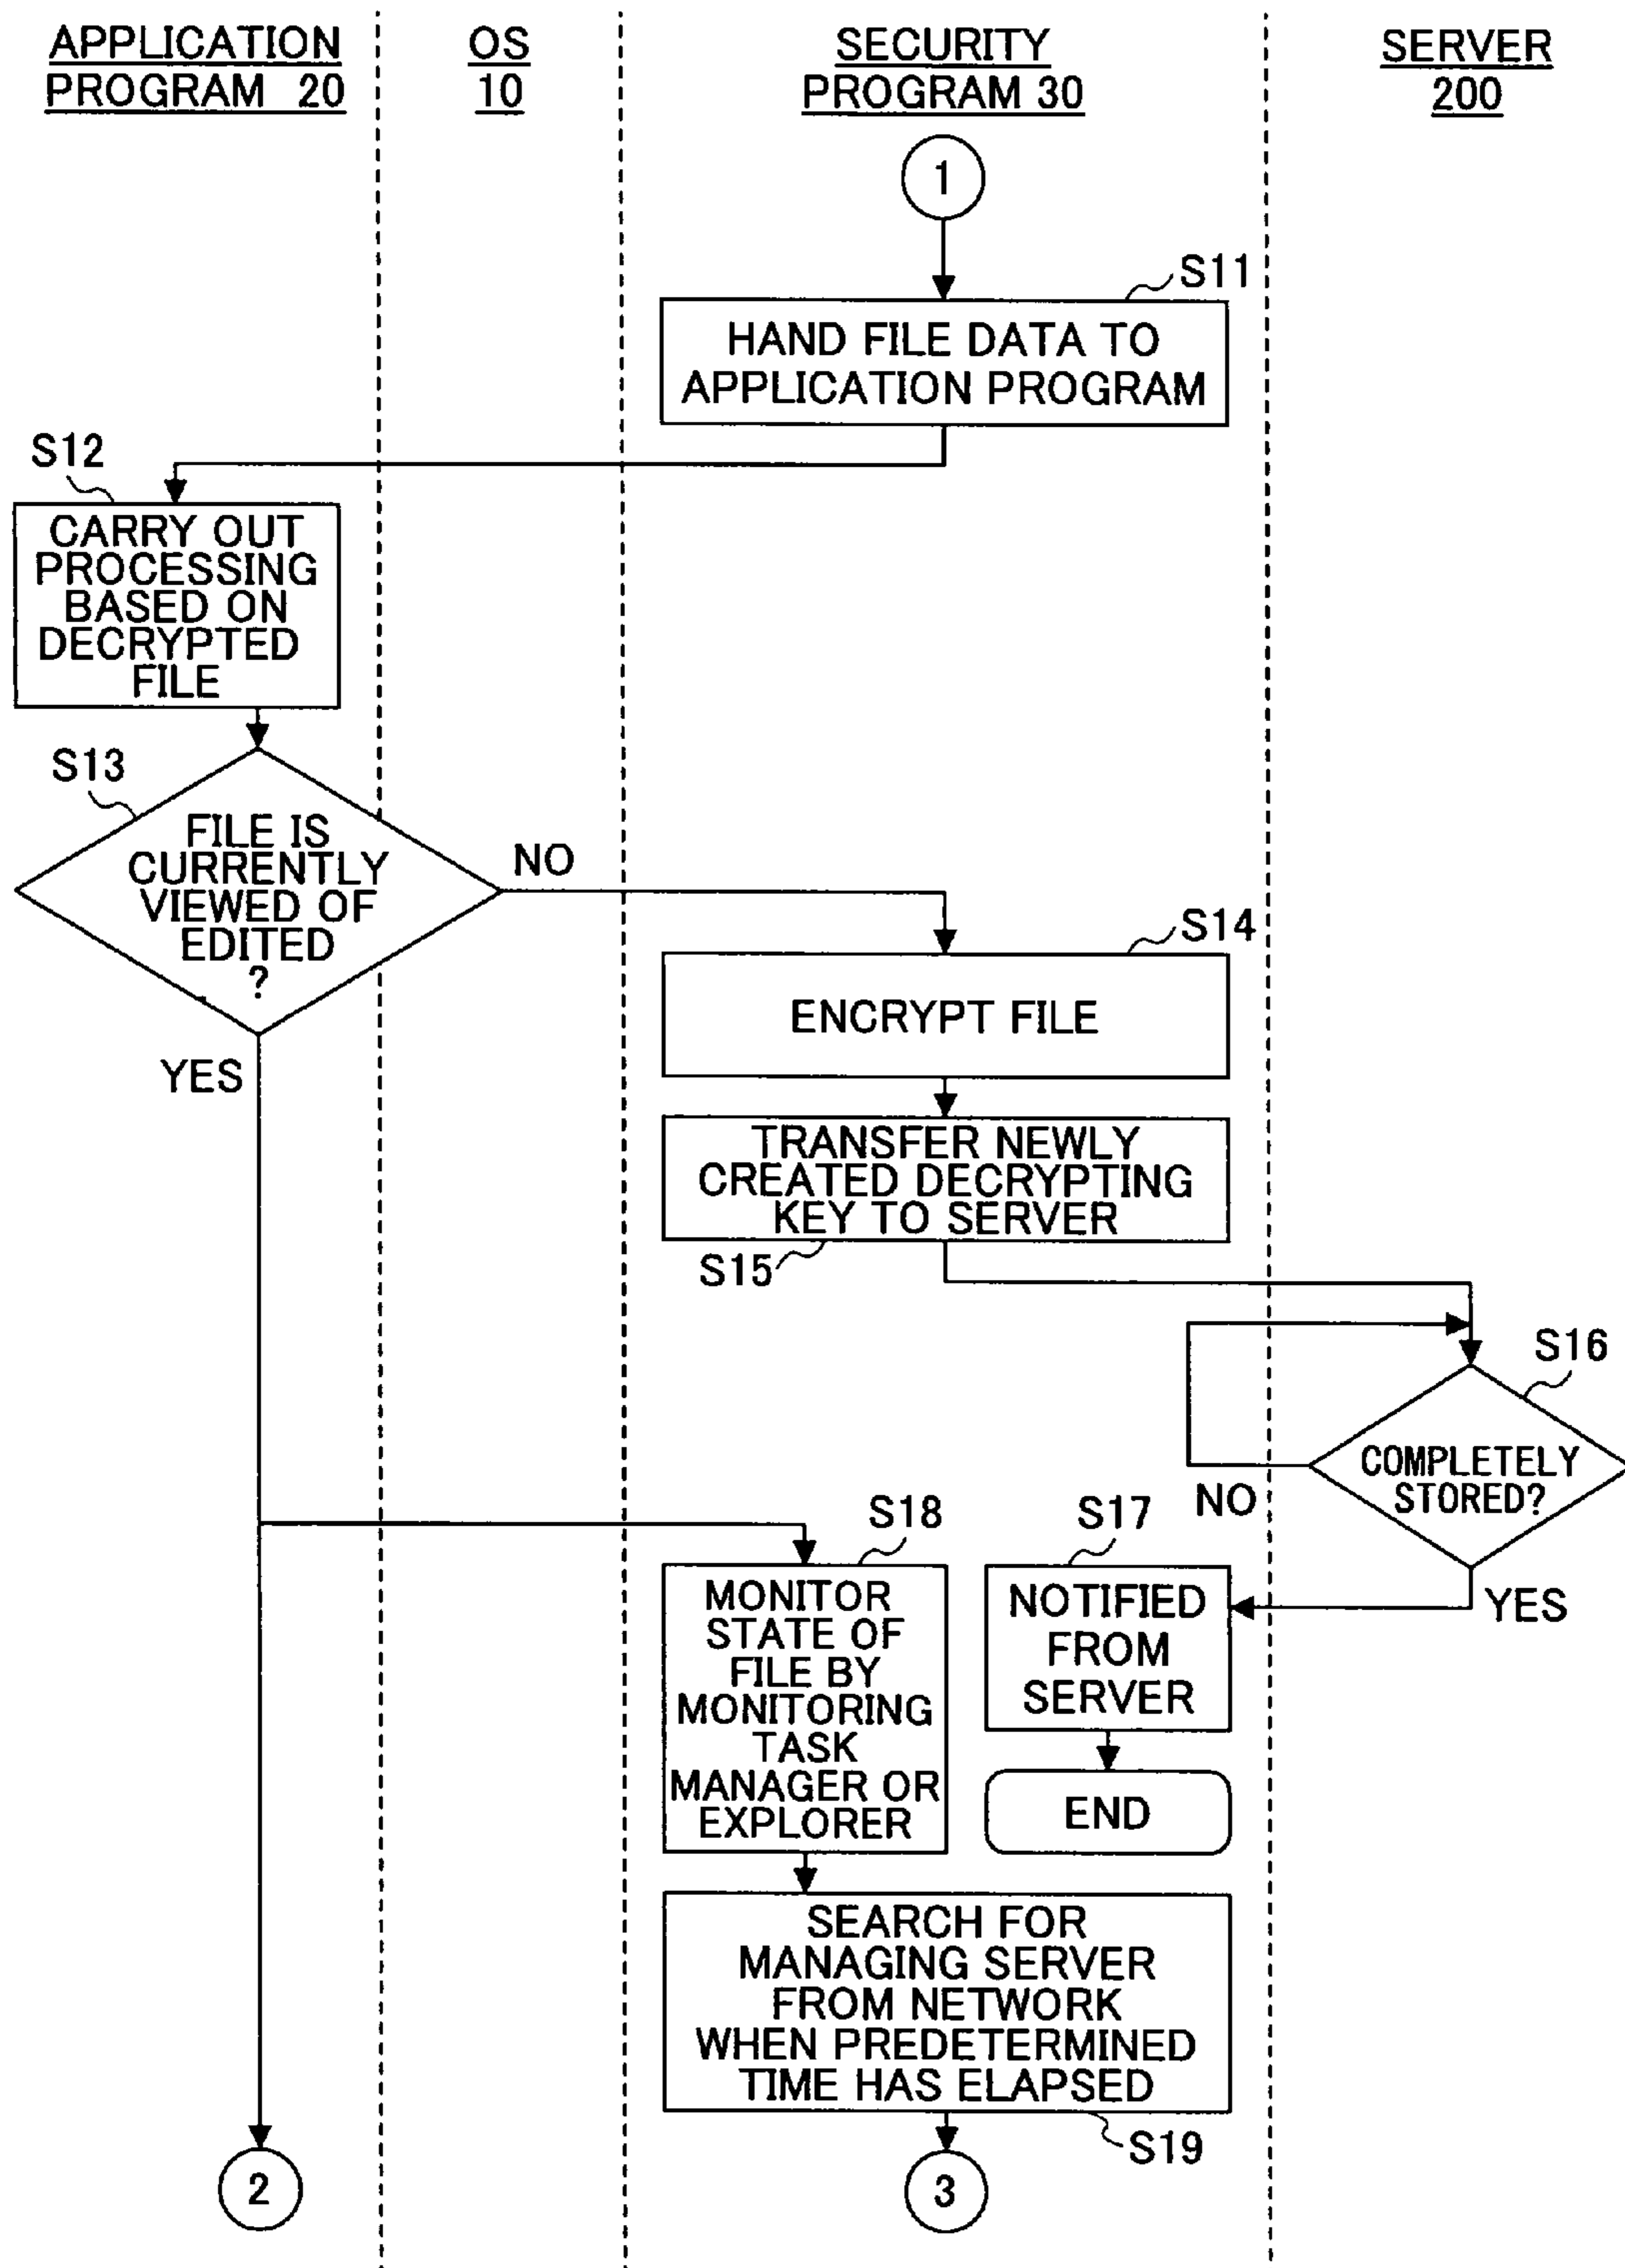 APPLICATION
PROGRAM 20
OS
10
SECURITY
PROGRAM 30
SERVER
200
1
S11
HAND FILE DATA TO
APPLICATION PROGRAM
S12
CARRY OUT
PROCESSING
BASED ON
DECRYPTED
FILE
S13
FILE IS
CURRENTLY
VIEWED OF
EDITED
?
NO
YES
S14
ENCRYPT FILE
TRANSFER NEWLY
CREATED DECRYPTING
KEY TO SERVER
S15
S16
COMPLETELY
STORED?
NO
YES
S17
NOTIFIED
FROM
SERVER
END
S18
MONITOR
STATE OF
FILE BY
MONITORING
TASK
MANAGER OR
EXPLORER
SEARCH FOR
MANAGING SERVER
FROM NETWORK
WHEN PREDETERMINED
TIME HAS ELAPSED
S19
2
3